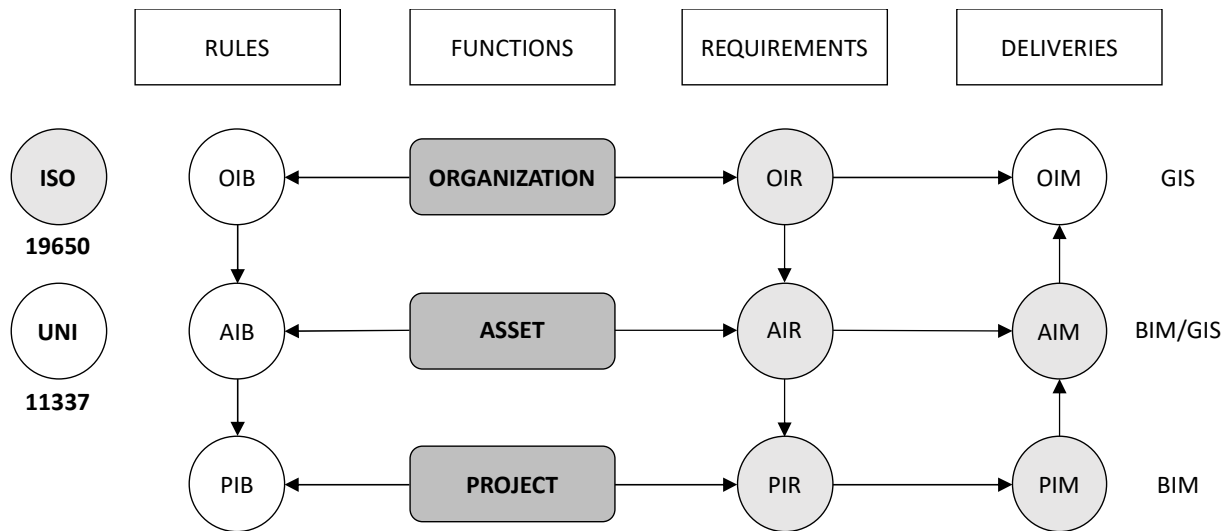 RULES
FUNCTIONS
REQUIREMENTS
DELIVERIES
ISO
19650
OIB
ORGANIZATION
OIR
OIM
GIS
UNI
11337
AIB
ASSET
AIR
AIM
BIM/GIS
PIB
PROJECT
PIR
PIM
BIM